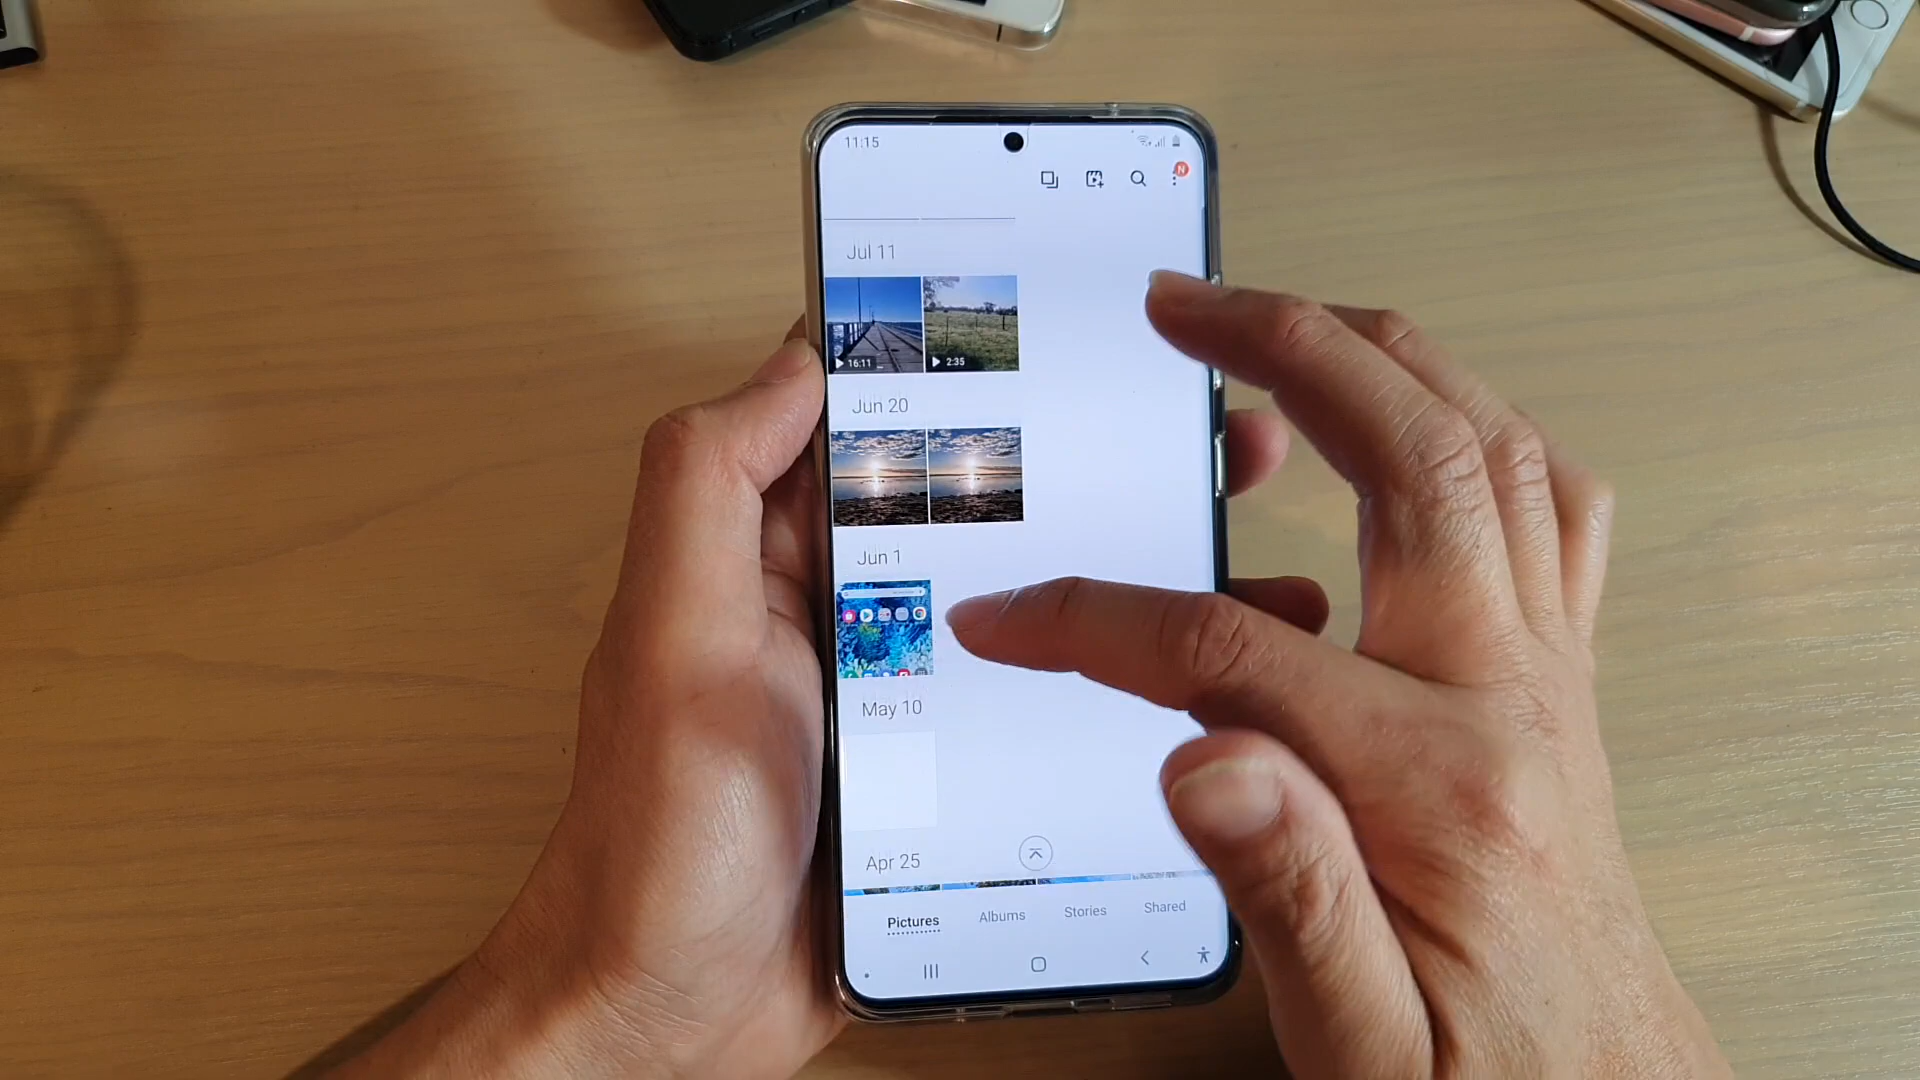 11:15
N
Jul 11
16:11
2:35
Jun 20
Jun 1
May 10
Apr 25
Pictures
Albums
Stories
Shared